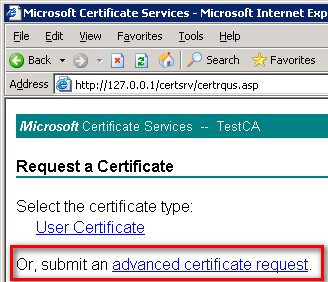 Microsoft Certificate Services - Microsoft Internet Exp
File Edit View Favorites Tools Help
Back Search Favorites
Address http://127.0.0.1/certsrv/certrqus.asp
Microsoft Certificate Services -- TestCA
Request a Certificate
Select the certificate type:
User Certificate
Or, submit an advanced certificate request.